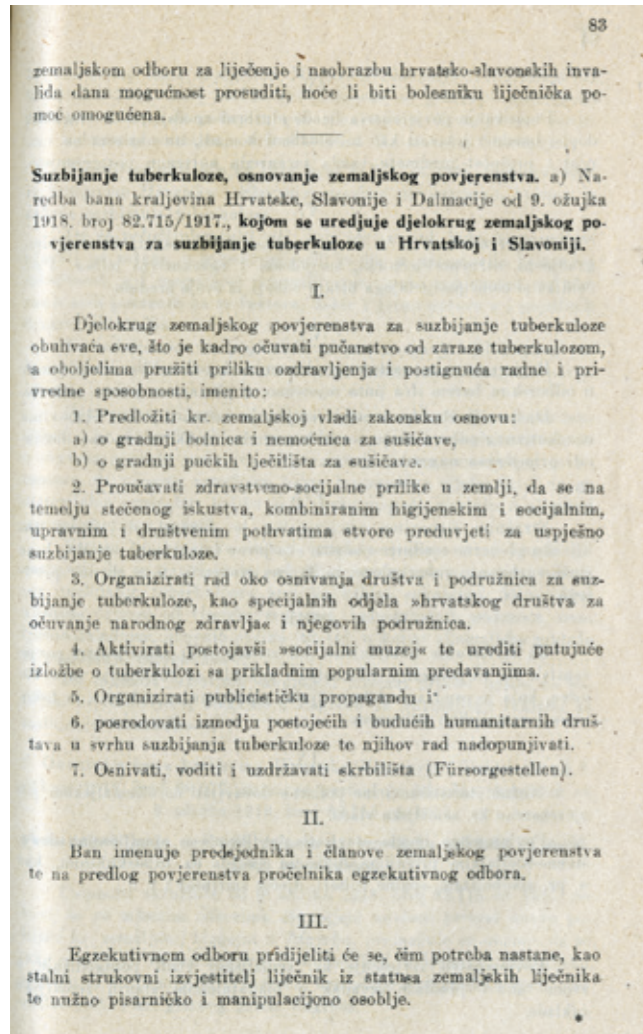 83
zemaljskom odboru za liječenje i naobrazbu hrvatsko-slavonskih inva-
lida dana mogućnost prosuditi, hoće li biti bolesniku liječnička po-
moć omogućena.
Suzbijanje tuberkuloze, osnovanje zemaljskog povjerenstva. a) Na-
redba bana kraljevina Hrvatske, Slavonije i Dalmacije od 9. ožujka
1918. broj 82.715/1917., kojom se uredjuje djelokrug zemaljskog po-
vjerenstva za suzbijanje tuberkuloze u Hrvatskoj i Slavoniji.
I.
Djelokrug zemaljskog povjerenstva za suzbijanje tuberkuloze
obuhvaća sve, što je kadro očuvati pučanstvo od zaraze tuberkulozom,
a oboljelima pružiti priliku ozdravljenja i postignuća radne i pri-
vredne sposobnosti, imenito:
1. Predložiti kr. zemaljskoj vladi zakonsku osnovu:
a) o gradnji bolnica i nemoćnica za sušičave,
b) o gradnji pučkih lječilišta za sušičave.
2. Proučavati zdravstveno-socijalne prilike u zemlji, da se na
temelju stečenog iskustva, kombiniranim higijenskim i socijalnim,
upravnim i društvenim pothvatima stvore preduvjeti za uspješno
suzbijanje tuberkuloze.
3. Organizirati rad oko osnivanja društva i podružnica za suz-
bijanje tuberkuloze, kao specijalnih odjela »hrvatskog društva za
očuvanje narodnog zdravlja« i njegovih podružnica.
4. Aktivirati postojavši »socijalni muzej« te urediti putujuće
izložbe o tuberkulozi sa prikladnim popularnim predavanjima.
5. Organizirati publicističku propagandu i
6. posredovati izmedju postojećih i budućih humanitarnih druš-
tava u svrhu suzbijanja tuberkuloze te njihov rad nadopunjivati.
7. Osnivati, voditi i uzdržavati skrbilišta (Fürsorgestellen).
II.
Ban imenuje predsjednika i članove zemaljskog povjerenstva
te na predlog povjerenstva pročelnika egzekutivnog odbora.
III.
Egzekutivnom odboru pridijeliti će se, čim potreba nastane, kao
stalni strukovni izvjestitelj liječnik iz statusa zemaljskih liječnika
te nužno pisarničko i manipulacijono osoblje.
*